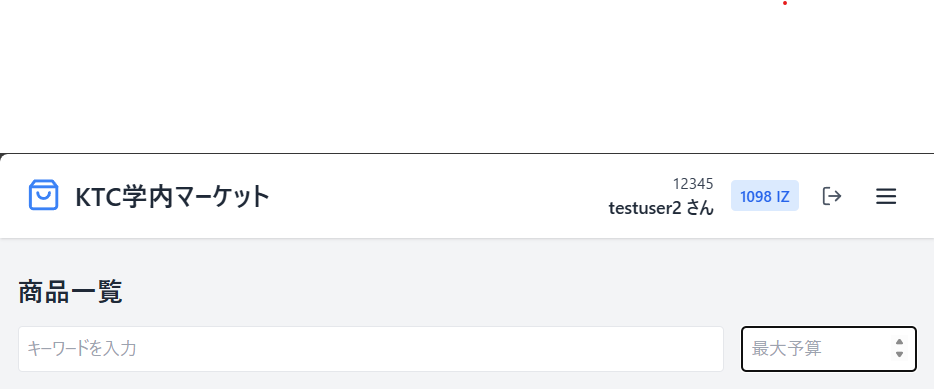 KTC学内マーケット
12345
testuser2 さん
1098 IZ
商品一覧
キーワードを入力
最大予算